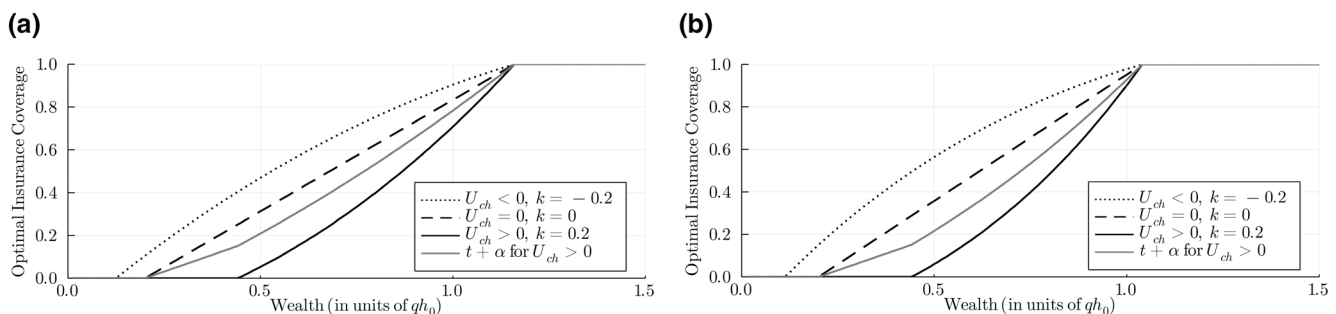 (a)
Optimal Insurance Coverage
1.0
0.8
0.6
0.4
0.2
0.0
U_ch < 0, k = − 0.2
U_ch = 0, k = 0
U_ch > 0, k = 0.2
t + α for U_ch > 0
0.0
0.5
1.0
1.5
Wealth (in units of qh₀)
(b)
Optimal Insurance Coverage
1.0
0.8
0.6
0.4
0.2
0.0
U_ch < 0, k = − 0.2
U_ch = 0, k = 0
U_ch > 0, k = 0.2
t + α for U_ch > 0
0.0
0.5
1.0
1.5
Wealth (in units of qh₀)